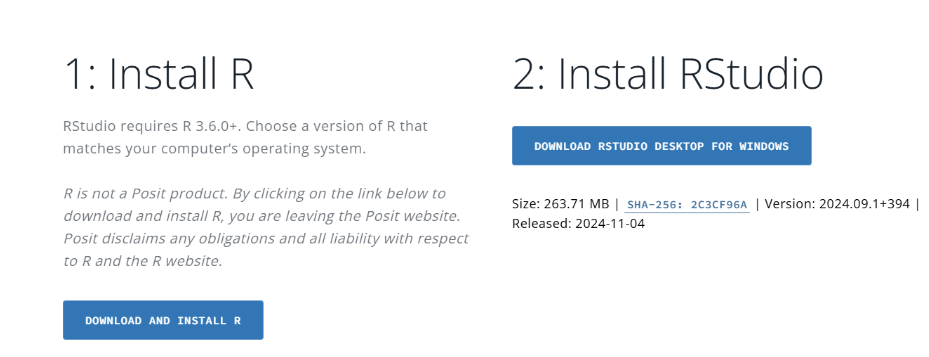 1: Install R
RStudio requires R 3.6.0+. Choose a version of R that
matches your computer's operating system.
R is not a Posit product. By clicking on the link below to
download and install R, you are leaving the Posit website.
Posit disclaims any obligations and all liability with respect
to R and the R website.
DOWNLOAD AND INSTALL R
2: Install RStudio
DOWNLOAD RSTUDIO DESKTOP FOR WINDOWS
Size: 263.71 MB | SHA-256: 2C3CF96A | Version: 2024.09.1+394 |
Released: 2024-11-04